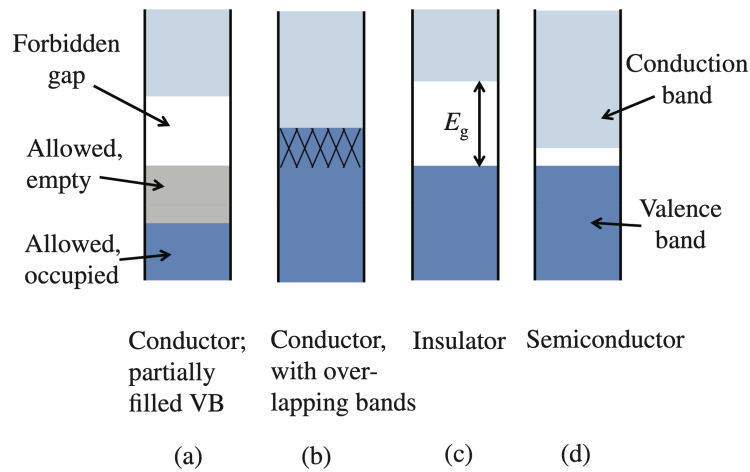 Forbidden
gap
Allowed,
empty
Allowed,
occupied
E_g
Conduction
band
Valence
band
Conductor;
partially
filled VB
Conductor,
with over-
lapping bands
Insulator
Semiconductor
(a)
(b)
(c)
(d)